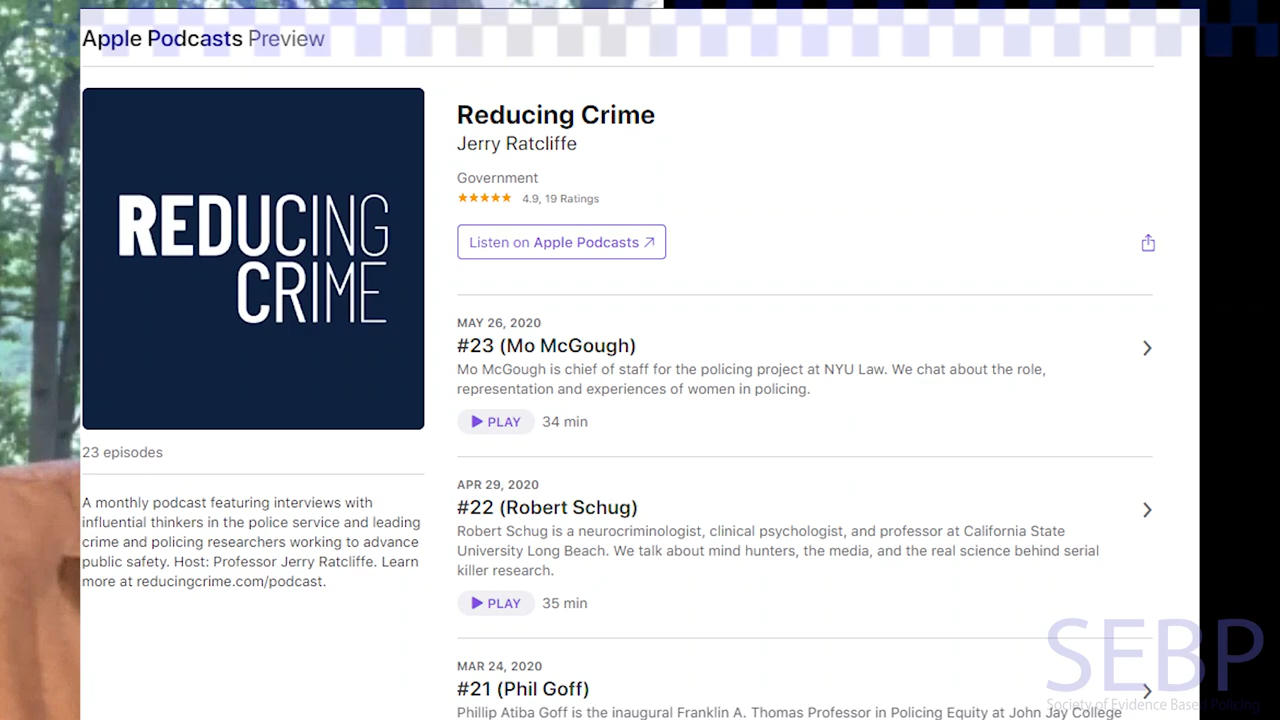 Apple Podcasts Preview
REDUCING
CRIME
23 episodes
A monthly podcast featuring interviews with
influential thinkers in the police service and leading
crime and policing researchers working to advance
public safety. Host: Professor Jerry Ratcliffe. Learn
more at reducingcrime.com/podcast.
Reducing Crime
Jerry Ratcliffe
Government
★★★★★ 4.9, 19 Ratings
Listen on Apple Podcasts ↗
MAY 26, 2020
#23 (Mo McGough)
Mo McGough is chief of staff for the policing project at NYU Law. We chat about the role,
representation and experiences of women in policing.
PLAY 34 min
APR 29, 2020
#22 (Robert Schug)
Robert Schug is a neurocriminologist, clinical psychologist, and professor at California State
University Long Beach. We talk about mind hunters, the media, and the real science behind serial
killer research.
PLAY 35 min
MAR 24, 2020
#21 (Phil Goff)
Phillip Atiba Goff is the inaugural Franklin A. Thomas Professor in Policing Equity at John Jay College
SEBP
Society of Evidence Based Policing